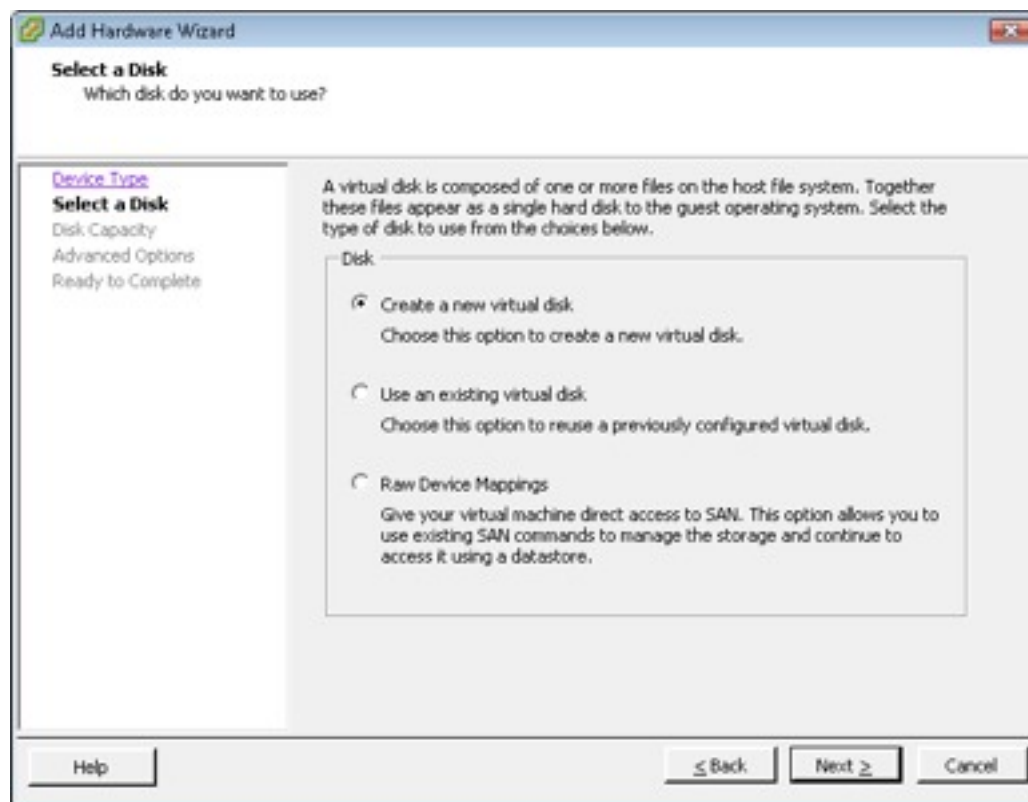 Add Hardware Wizard
Select a Disk
Which disk do you want to use?
Device Type
Select a Disk
Disk Capacity
Advanced Options
Ready to Complete
A virtual disk is composed of one or more files on the host file system. Together
these files appear as a single hard disk to the guest operating system. Select the
type of disk to use from the choices below.
Disk
Create a new virtual disk
Choose this option to create a new virtual disk.
Use an existing virtual disk
Choose this option to reuse a previously configured virtual disk.
Raw Device Mappings
Give your virtual machine direct access to SAN. This option allows you to
use existing SAN commands to manage the storage and continue to
access it using a datastore.
Help
≤ Back
Next ≥
Cancel